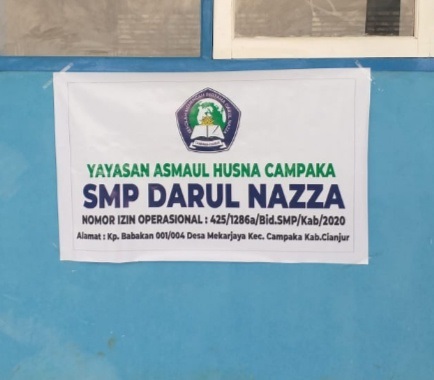 YAYASAN ASMAUL HUSNA CAMPAKA
SMP DARUL NAZZA
NOMOR IZIN OPERASIONAL : 425/1286a/Bid.SMP/Kab/2020
Alamat : Kp. Babakan 001/004 Desa Mekarjaya Kec. Campaka Kab.Cianjur